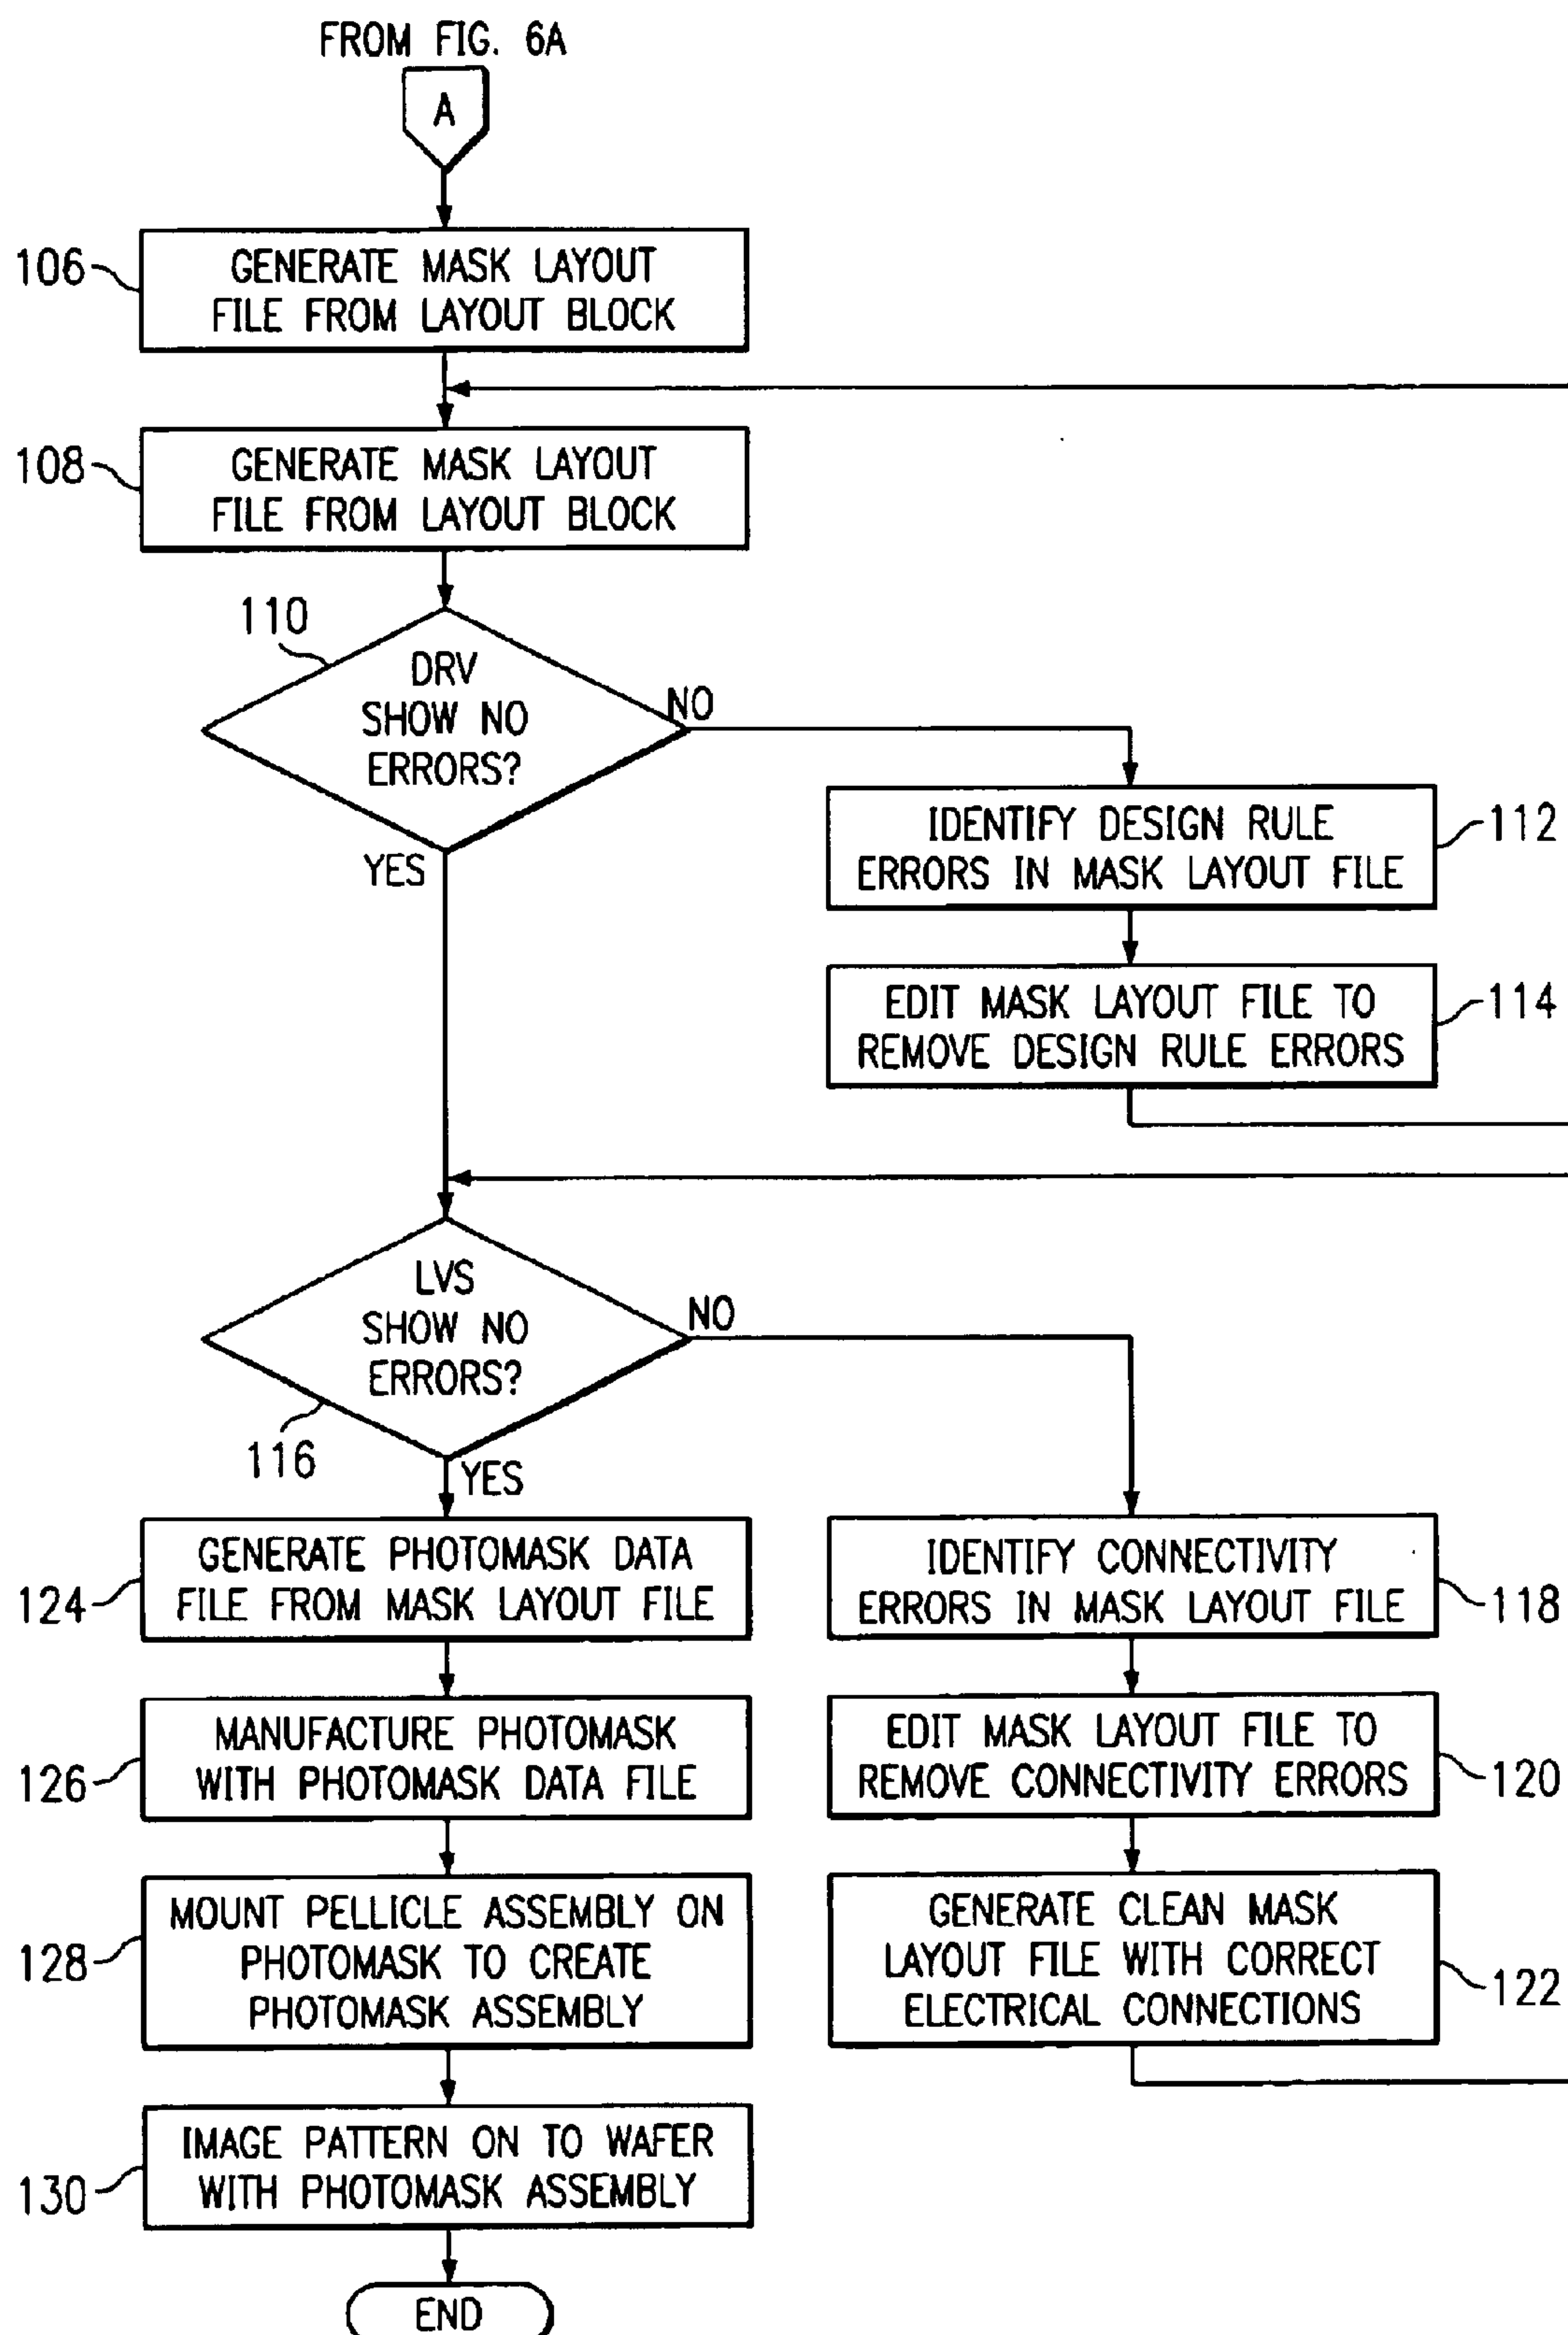 FROM FIG. 6A
A
106
GENERATE MASK LAYOUT
FILE FROM LAYOUT BLOCK
108
GENERATE MASK LAYOUT
FILE FROM LAYOUT BLOCK
110
DRV
SHOW NO
ERRORS?
NO
YES
IDENTIFY DESIGN RULE
ERRORS IN MASK LAYOUT FILE
112
EDIT MASK LAYOUT FILE TO
REMOVE DESIGN RULE ERRORS
114
LVS
SHOW NO
ERRORS?
NO
116
YES
GENERATE PHOTOMASK DATA
FILE FROM MASK LAYOUT FILE
124
IDENTIFY CONNECTIVITY
ERRORS IN MASK LAYOUT FILE
118
MANUFACTURE PHOTOMASK
WITH PHOTOMASK DATA FILE
126
EDIT MASK LAYOUT FILE TO
REMOVE CONNECTIVITY ERRORS
120
MOUNT PELLICLE ASSEMBLY ON
PHOTOMASK TO CREATE
PHOTOMASK ASSEMBLY
128
GENERATE CLEAN MASK
LAYOUT FILE WITH CORRECT
ELECTRICAL CONNECTIONS
122
IMAGE PATTERN ON TO WAFER
WITH PHOTOMASK ASSEMBLY
130
END